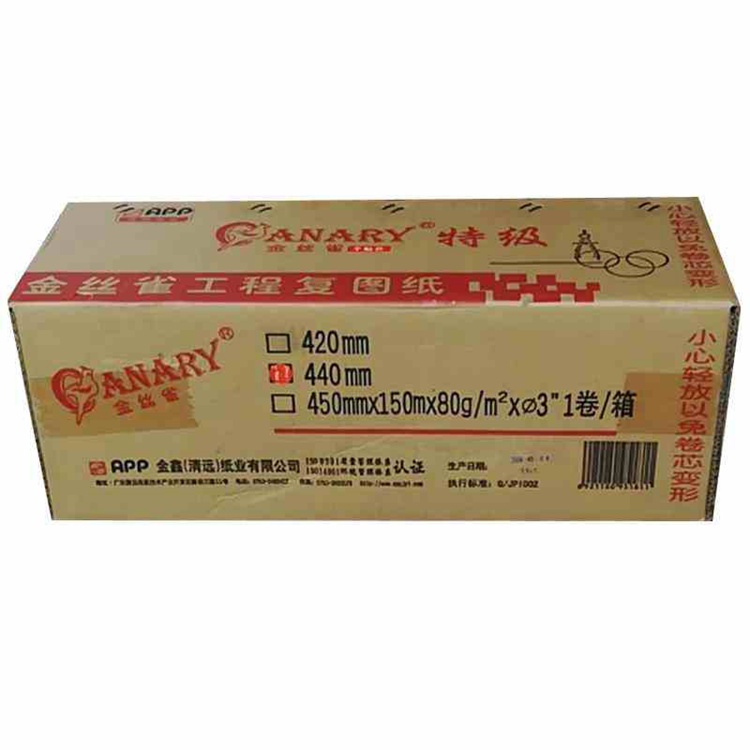 APP
CANARY® 特级
金丝雀
金丝雀工程复图纸
小心轻放以免卷芯变形
CANARY®
金丝雀
420mm
440mm
450mmx150mx80g/m²xø3"1卷/箱
APP 金鑫(清远)纸业有限公司
认证
生产日期:
执行标准: Q/JP1002
小心轻放以免卷芯变形